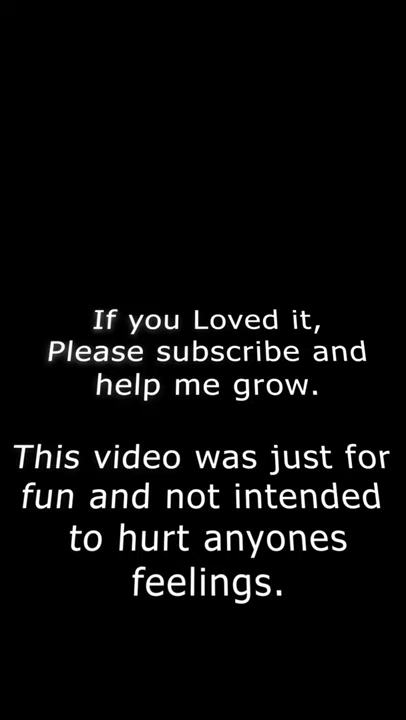 If you Loved it,
Please subscribe and
help me grow.
This video was just for
fun and not intended
to hurt anyones
feelings.